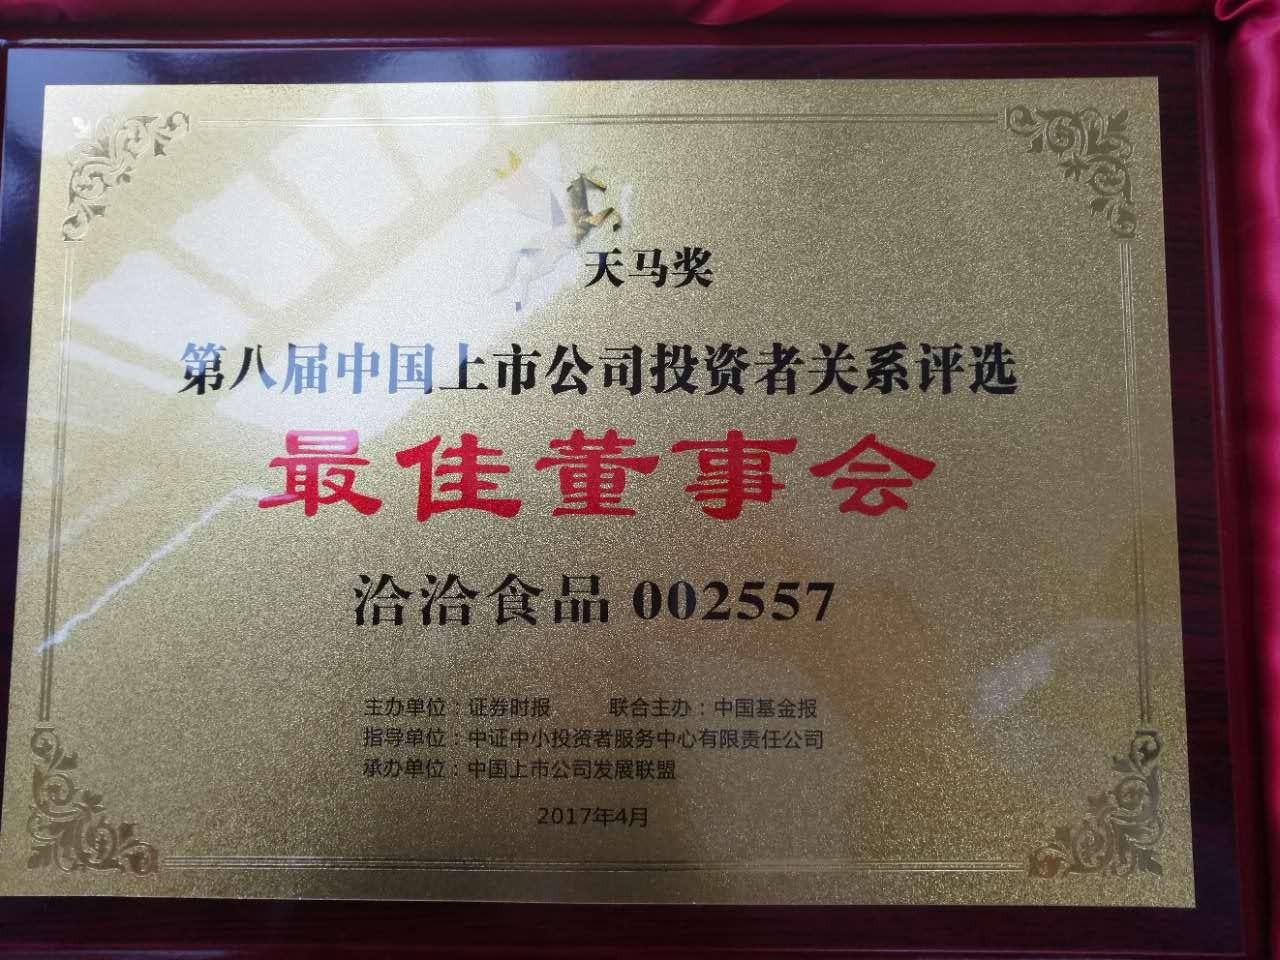 天马奖
第八届中国上市公司投资者关系评选
最佳董事会
洽洽食品 002557
主办单位：证券时报 联合主办：中国基金报
指导单位：中证中小投资者服务中心有限责任公司
承办单位：中国上市公司发展联盟
2017年4月